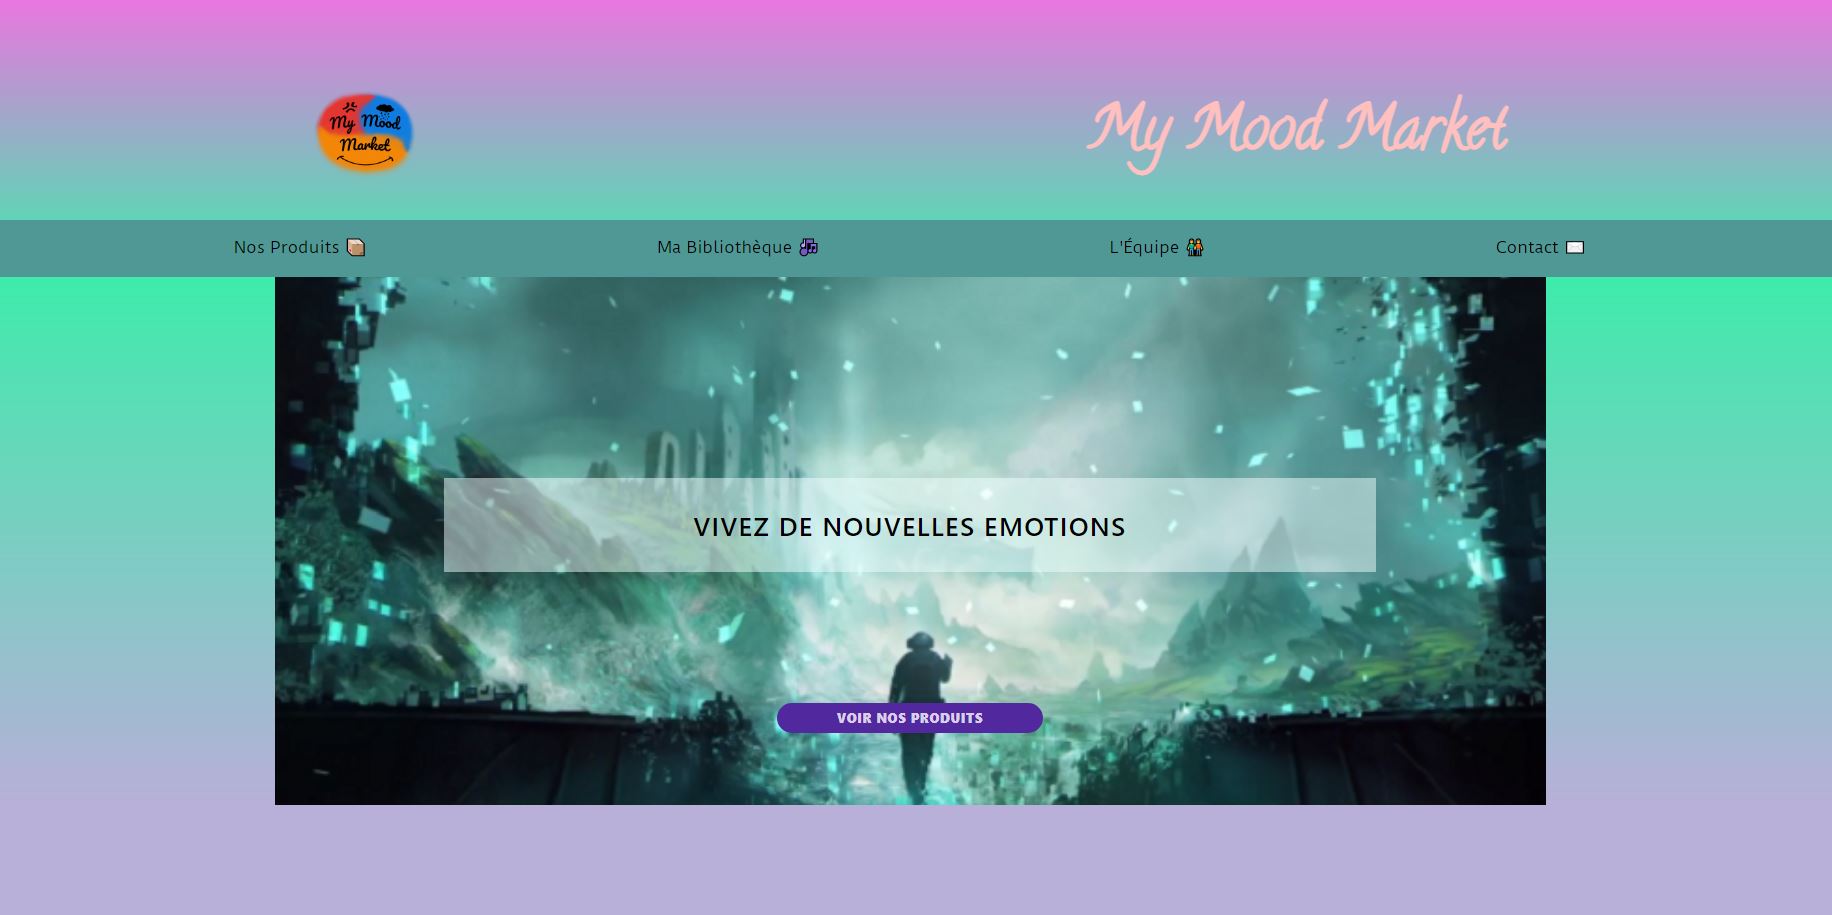 My Mood
Market
My Mood Market
Nos Produits
Ma Bibliothèque
L'Équipe
Contact
VIVEZ DE NOUVELLES EMOTIONS
VOIR NOS PRODUITS